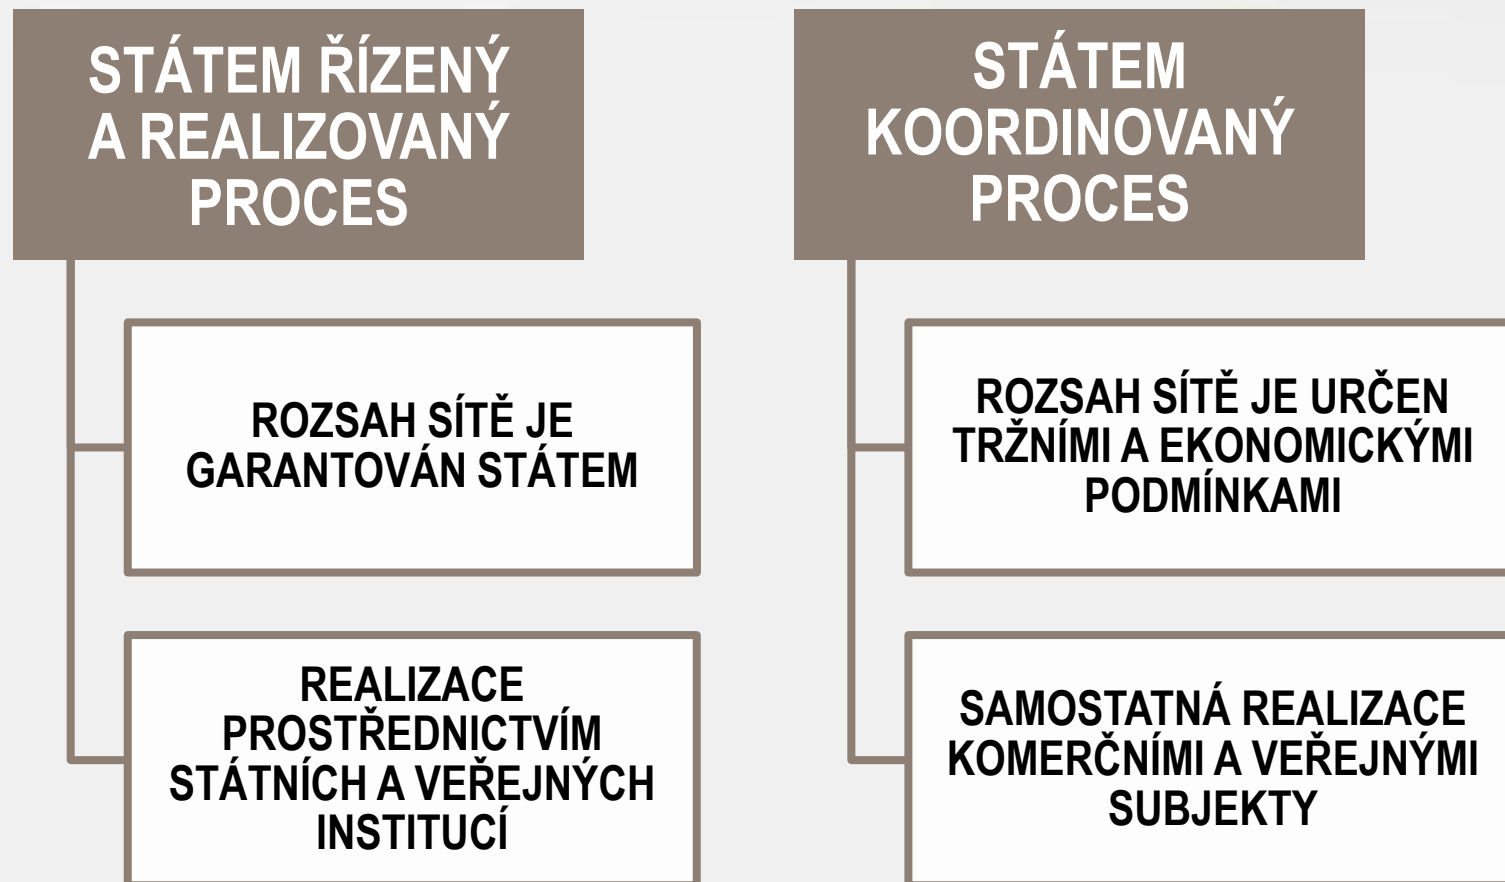 STÁTEM ŘÍZENÝ
A REALIZOVANÝ
PROCES
ROZSAH SÍTĚ JE
GARANTOVÁN STÁTEM
REALIZACE
PROSTŘEDNICTVÍM
STÁTNÍCH A VEŘEJNÝCH
INSTITUCÍ
STÁTEM
KOORDINOVANÝ
PROCES
ROZSAH SÍTĚ JE URČEN
TRŽNÍMI A EKONOMICKÝMI
PODMÍNKAMI
SAMOSTATNÁ REALIZACE
KOMERČNÍMI A VEŘEJNÝMI
SUBJEKTY